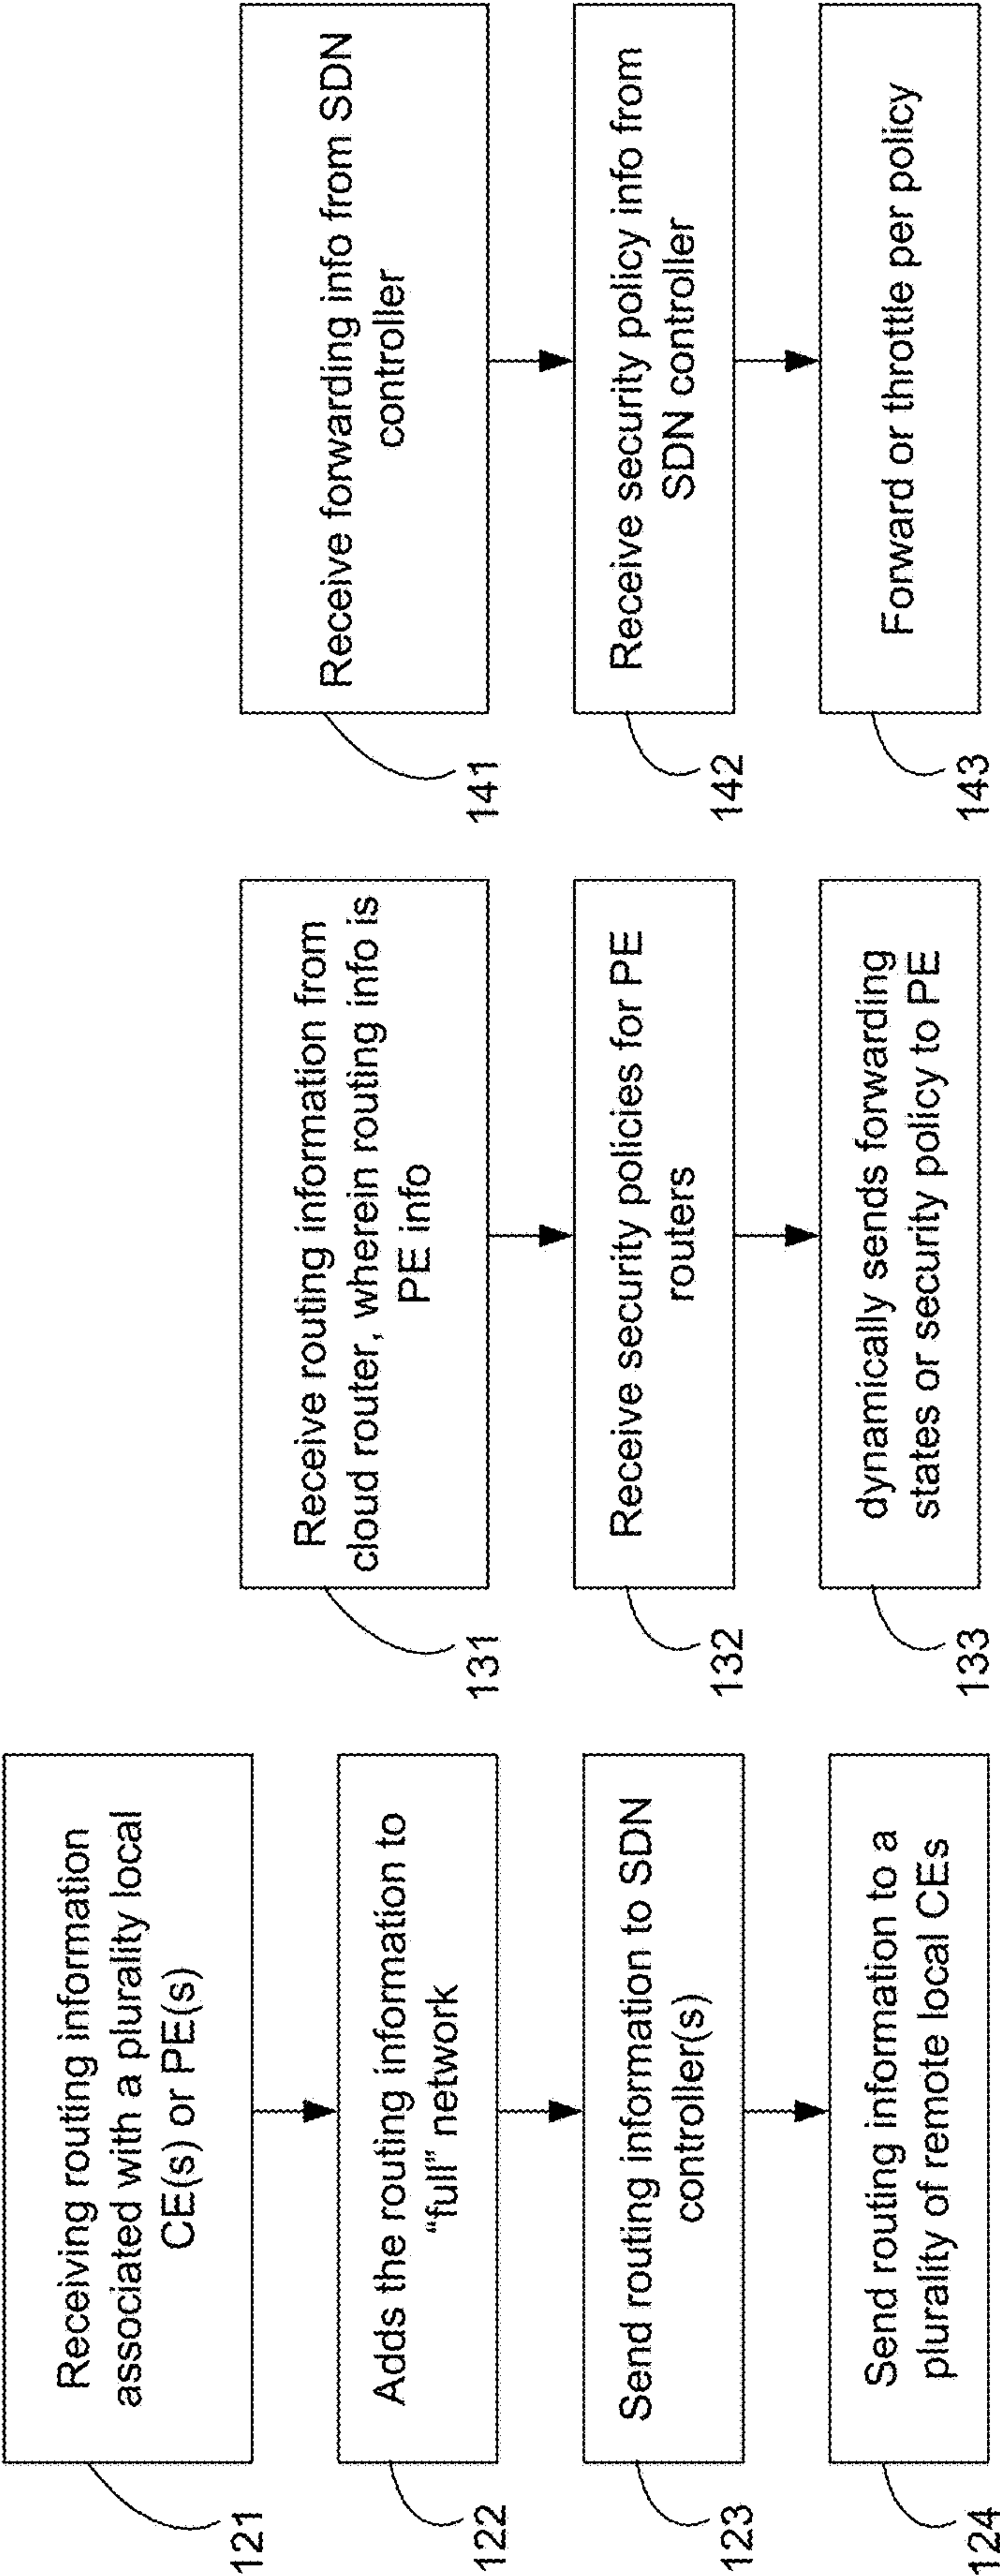 Receiving routing information
associated with a plurality local
CE(s) or PE(s)
121
Adds the routing information to
“full” network
122
Send routing information to SDN
controller(s)
123
Send routing information to a
plurality of remote local CEs
124
Receive routing information from
cloud router, wherein routing info is
PE info
131
Receive security policies for PE
routers
132
dynamically sends forwarding
states or security policy to PE
133
Receive forwarding info from SDN
controller
141
Receive security policy info from
SDN controller
142
Forward or throttle per policy
143